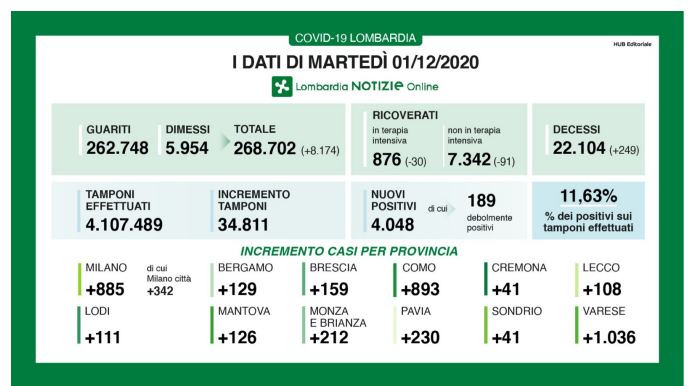 COVID-19 LOMBARDIA
HUB Editoriale
I DATI DI MARTEDÌ 01/12/2020
Lombardia NOTIZIE Online
GUARITI
262.748
DIMESSI
5.954
TOTALE
268.702 (+8.174)
RICOVERATI
in terapia
intensiva
876 (-30)
non in terapia
intensiva
7.342 (-91)
DECESSI
22.104 (+249)
TAMPONI
EFFETTUATI
4.107.489
INCREMENTO
TAMPONI
34.811
NUOVI
POSITIVI
4.048
di cui
189
debolmente
positivi
11,63%
% dei positivi sui
tamponi effettuati
INCREMENTO CASI PER PROVINCIA
MILANO
+885
di cui
Milano città
+342
BERGAMO
+129
BRESCIA
+159
COMO
+893
CREMONA
+41
LECCO
+108
LODI
+111
MANTOVA
+126
MONZA
E BRIANZA
+212
PAVIA
+230
SONDRIO
+41
VARESE
+1.036